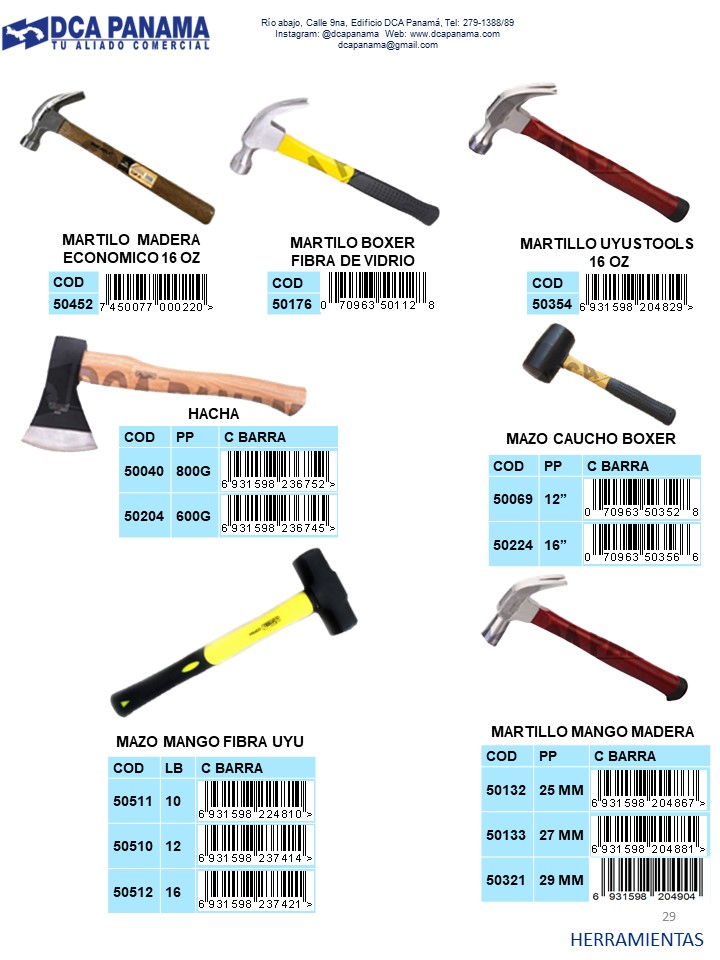 DCA PANAMA
TU ALIADO COMERCIAL
Río abajo, Calle 9na, Edificio DCA Panamá, Tel: 279-1388/89
Instagram: @dcapanama Web: www.dcapanama.com
dcapanama@gmail.com
MARTILO MADERA
ECONOMICO 16 OZ
COD
50452
7 450077 000220 >
MARTILO BOXER
FIBRA DE VIDRIO
COD
50176
0 70963 50112 8
MARTILLO UYUSTOOLS
16 OZ
COD
50354
6 931598 204829 >
HACHA
COD PP C BARRA
50040 800G 6 931598 236752 >
50204 600G 6 931598 236745 >
MAZO CAUCHO BOXER
COD PP C BARRA
50069 12” 0 70963 50352 8
50224 16” 0 70963 50356 6
MAZO MANGO FIBRA UYU
COD LB C BARRA
50511 10 6 931598 224810 >
50510 12 6 931598 237414 >
50512 16 6 931598 237421 >
MARTILLO MANGO MADERA
COD PP C BARRA
50132 25 MM 6 931598 204867 >
50133 27 MM 6 931598 204881 >
50321 29 MM 6 931598 204904
29
HERRAMIENTAS